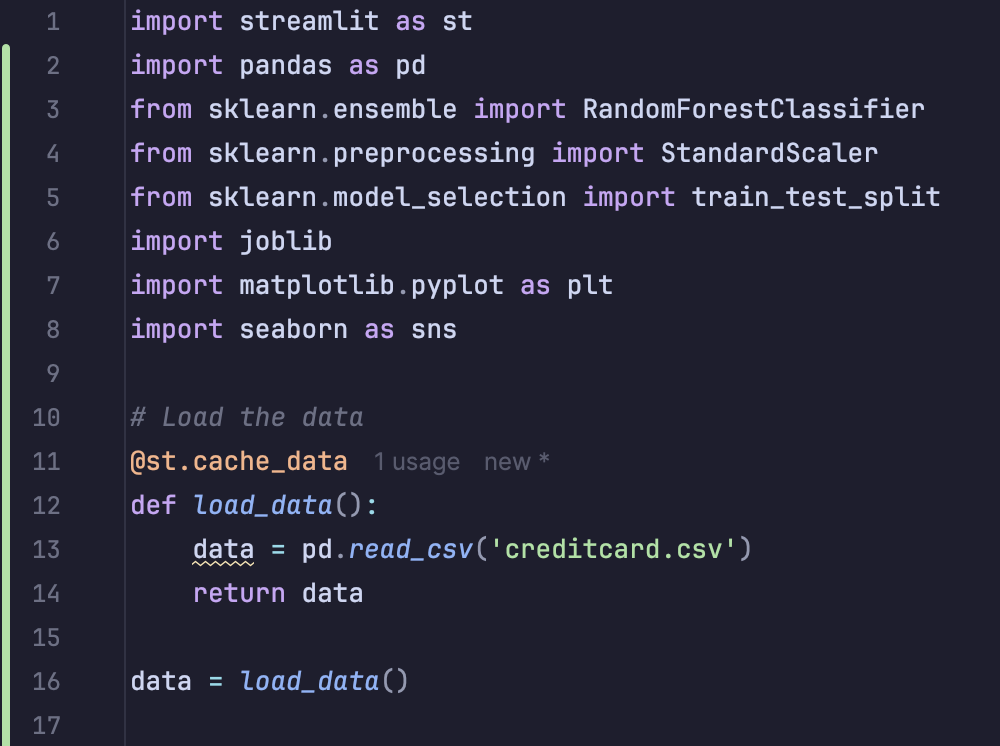 1 import streamlit as st
2 import pandas as pd
3 from sklearn.ensemble import RandomForestClassifier
4 from sklearn.preprocessing import StandardScaler
5 from sklearn.model_selection import train_test_split
6 import joblib
7 import matplotlib.pyplot as plt
8 import seaborn as sns
9
10 # Load the data
11 @st.cache_data 1 usage new *
12 def load_data():
13     data = pd.read_csv('creditcard.csv')
14     return data
15
16 data = load_data()
17